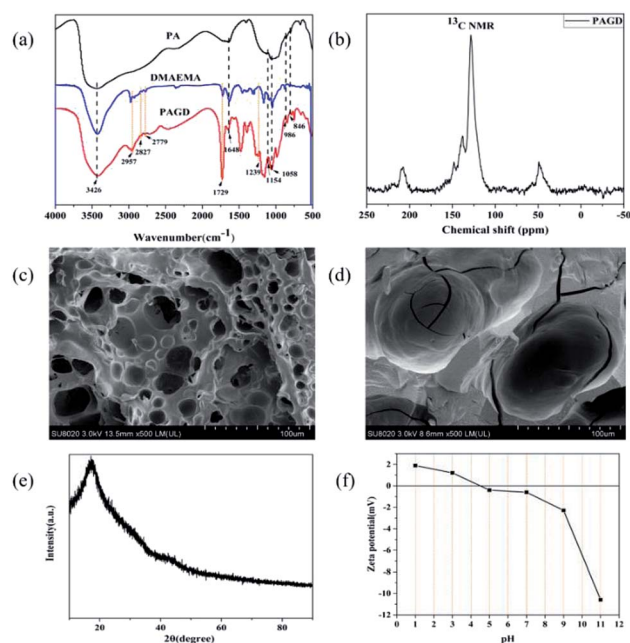 (a)
PA
DMAEMA
PAGD
3426
2957
2827
2779
1729
1648
1239
1154
1058
986
846
4000 3500 3000 2500 2000 1500 1000 500
Wavenumber(cm⁻¹)
(b)
¹³C NMR
PAGD
250 200 150 100 50 0 -50
Chemical shift (ppm)
(c)
SU8020 3.0kV 13.5mm x500 LM(UL)
100um
(d)
SU8020 3.0kV 8.6mm x500 LM(UL)
100um
(e)
Intensity(a.u.)
20 40 60 80
2θ(degree)
(f)
Zeta potential(mV)
2
0
-2
-4
-6
-8
-10
-12
0 1 2 3 4 5 6 7 8 9 10 11 12
pH